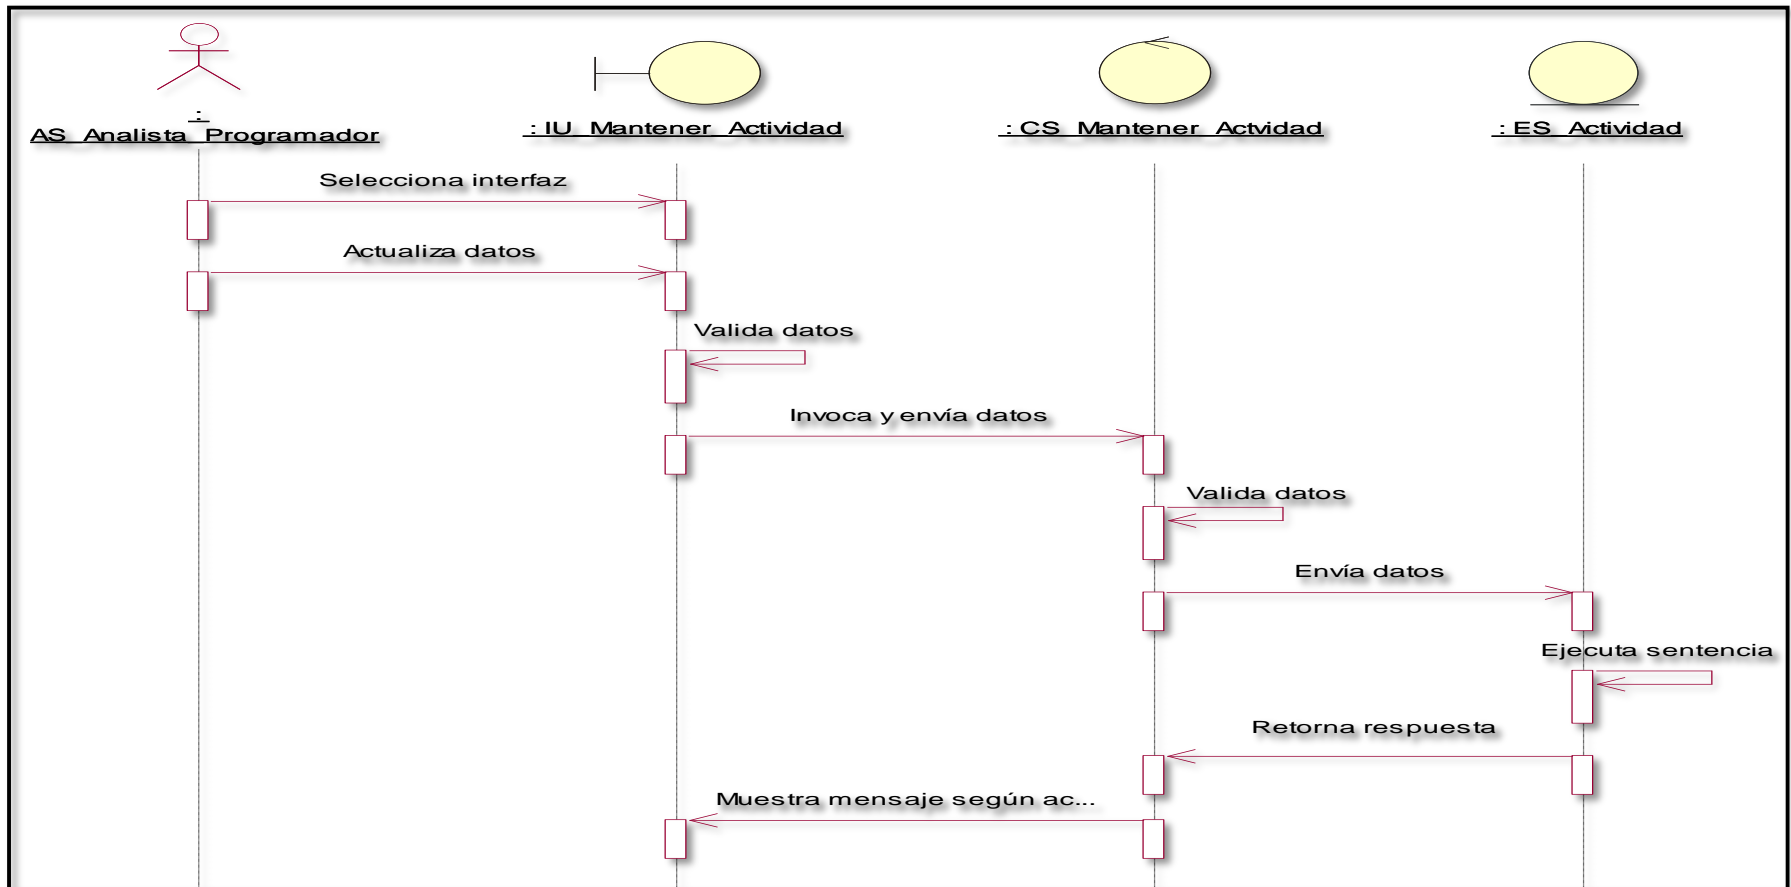 :
AS_Analista_Programador
: IU_Mantener_Actividad
: CS_Mantener_Actvidad
: ES_Actividad
Selecciona interfaz
Actualiza datos
Valida datos
Invoca y envía datos
Valida datos
Envía datos
Ejecuta sentencia
Retorna respuesta
Muestra mensaje según ac...